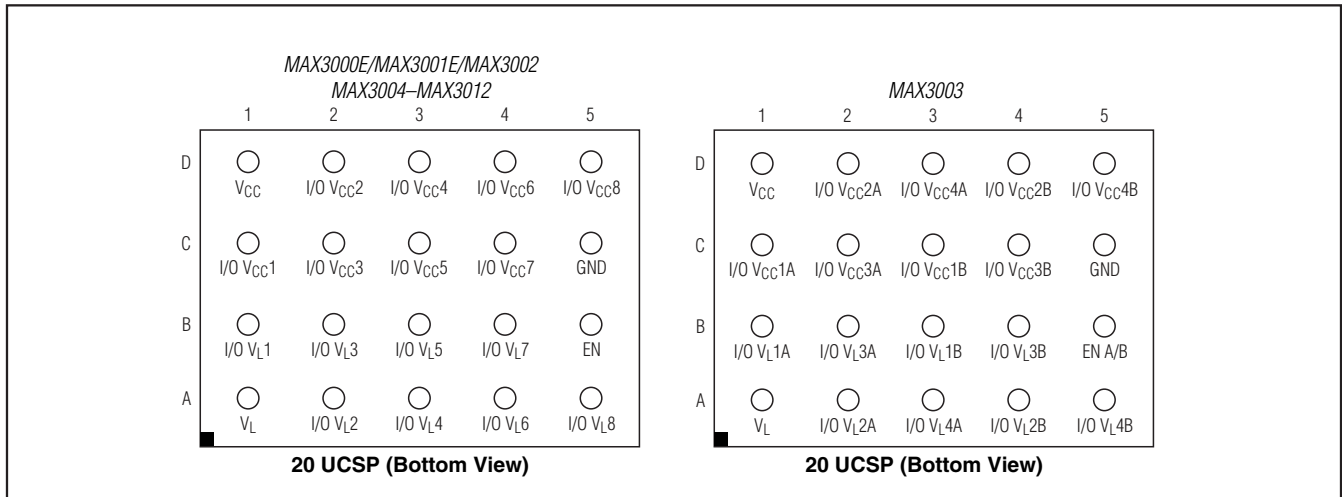 MAX3000E/MAX3001E/MAX3002
MAX3004–MAX3012
1 2 3 4 5
D
VCC I/O VCC2 I/O VCC4 I/O VCC6 I/O VCC8
C
I/O VCC1 I/O VCC3 I/O VCC5 I/O VCC7 GND
B
I/O VL1 I/O VL3 I/O VL5 I/O VL7 EN
A
VL I/O VL2 I/O VL4 I/O VL6 I/O VL8
20 UCSP (Bottom View)
MAX3003
1 2 3 4 5
D
VCC I/O VCC2A I/O VCC4A I/O VCC2B I/O VCC4B
C
I/O VCC1A I/O VCC3A I/O VCC1B I/O VCC3B GND
B
I/O VL1A I/O VL3A I/O VL1B I/O VL3B EN A/B
A
VL I/O VL2A I/O VL4A I/O VL2B I/O VL4B
20 UCSP (Bottom View)